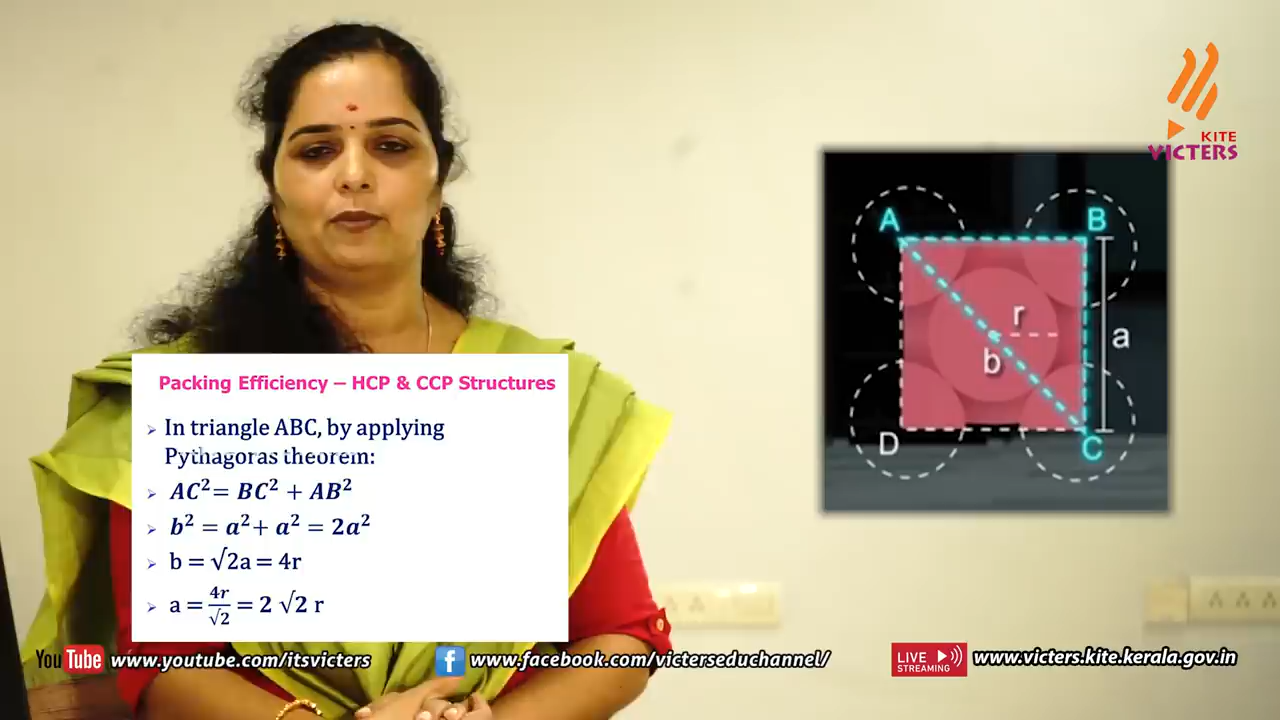 KITE
VICTERS
A
B
r
b
a
D
C
Packing Efficiency – HCP & CCP Structures
➢ In triangle ABC, by applying
Pythagoras theorem:
➢ AC²= BC² + AB²
➢ b² = a²+ a² = 2a²
➢ b = √2a = 4r
➢ a = 4r/√2 = 2 √2 r
You Tube www.youtube.com/itsvicters
f www.facebook.com/victerseduchannel/
LIVE STREAMING www.victers.kite.kerala.gov.in